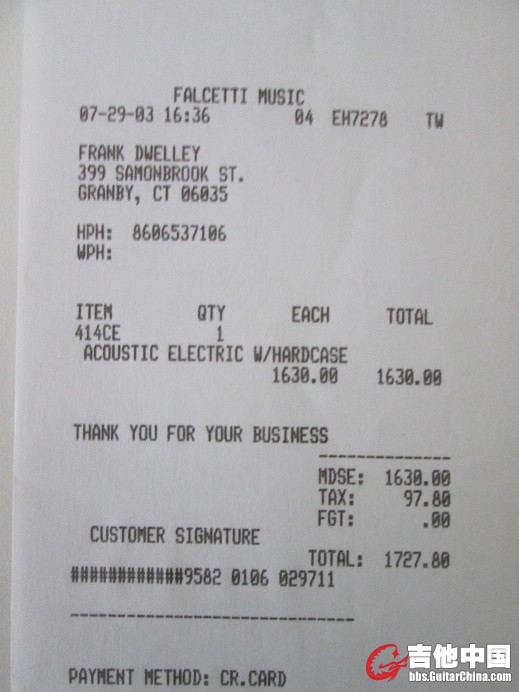 FALCETTI MUSIC
07-29-03 16:36 04 EH7278 TW
FRANK DWELLEY
399 SAMONBROOK ST.
GRANBY, CT 06035
HPH: 8606537106
WPH:
ITEM QTY EACH TOTAL
414CE 1
ACOUSTIC ELECTRIC W/HARDCASE
1630.00 1630.00
THANK YOU FOR YOUR BUSINESS
--------------
MDSE: 1630.00
TAX: 97.80
FGT: .00
CUSTOMER SIGNATURE
TOTAL: 1727.80
############9582 0106 029711
------------------------------
PAYMENT METHOD: CR.CARD
吉他中国
bbs.GuitarChina.com